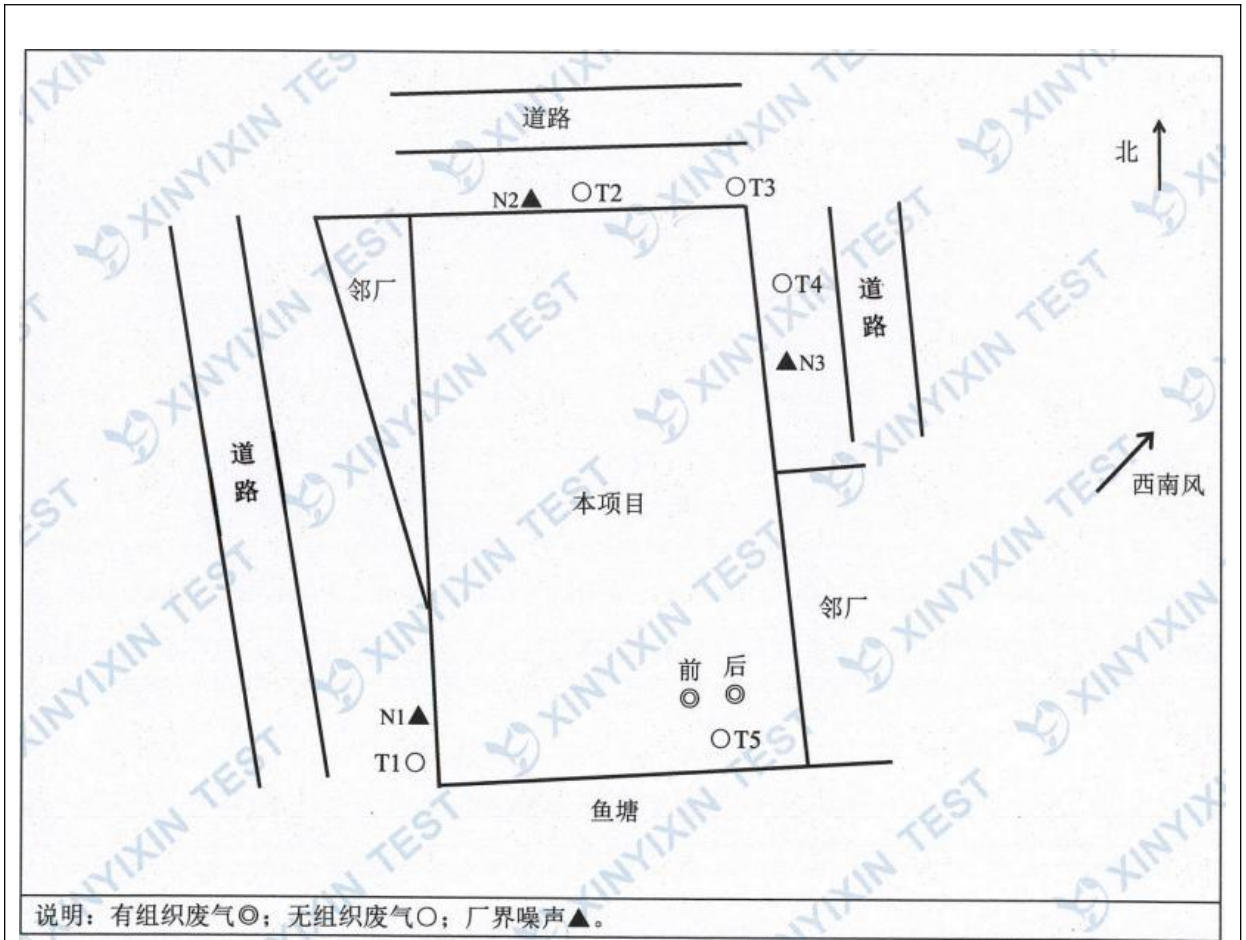 道路
北
N2▲ ○T2 ○T3
邻厂
○T4
道路
▲N3
道路
西南风
本项目
邻厂
前 后
◎ ◎
N1▲
○T5
T1○
鱼塘
说明：有组织废气◎；无组织废气○；厂界噪声▲。
XINYIXIN TEST